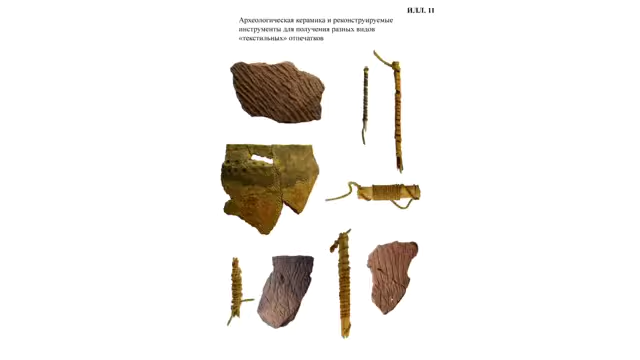 ИЛЛ. 11
Археологическая керамика и реконструируемые
инструменты для получения разных видов
«текстильных» отпечатков